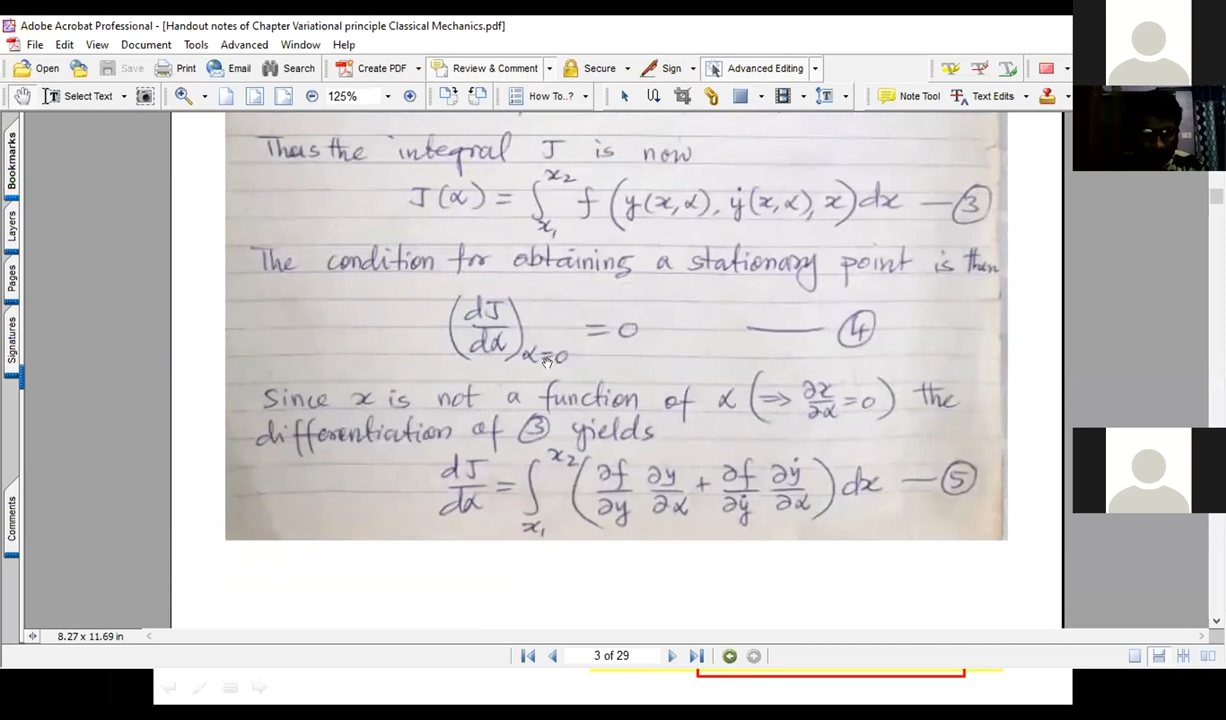 Adobe Acrobat Professional - [Handout notes of Chapter Variational principle Classical Mechanics.pdf]
File Edit View Document Tools Advanced Window Help
Open Save Print Email Search Create PDF Review & Comment Secure Sign Advanced Editing
Select Text 125% How To..? T Note Tool Text Edits
Bookmarks
Layers
Pages
Signatures
Comments
Thus the integral J is now
J(α) = ∫_{x₁}^{x₂} f (y(x,α), ẏ(x,α), x) dx — ③
The condition for obtaining a stationary point is then
(dJ/dα)_{α=0} = 0 — ④
Since x is not a function of α (⇒ ∂x/∂α = 0) the
differentiation of ③ yields
dJ/dα = ∫_{x₁}^{x₂} (∂f/∂y ∂y/∂α + ∂f/∂ẏ ∂ẏ/∂α) dx — ⑤
8.27 x 11.69 in
3 of 29